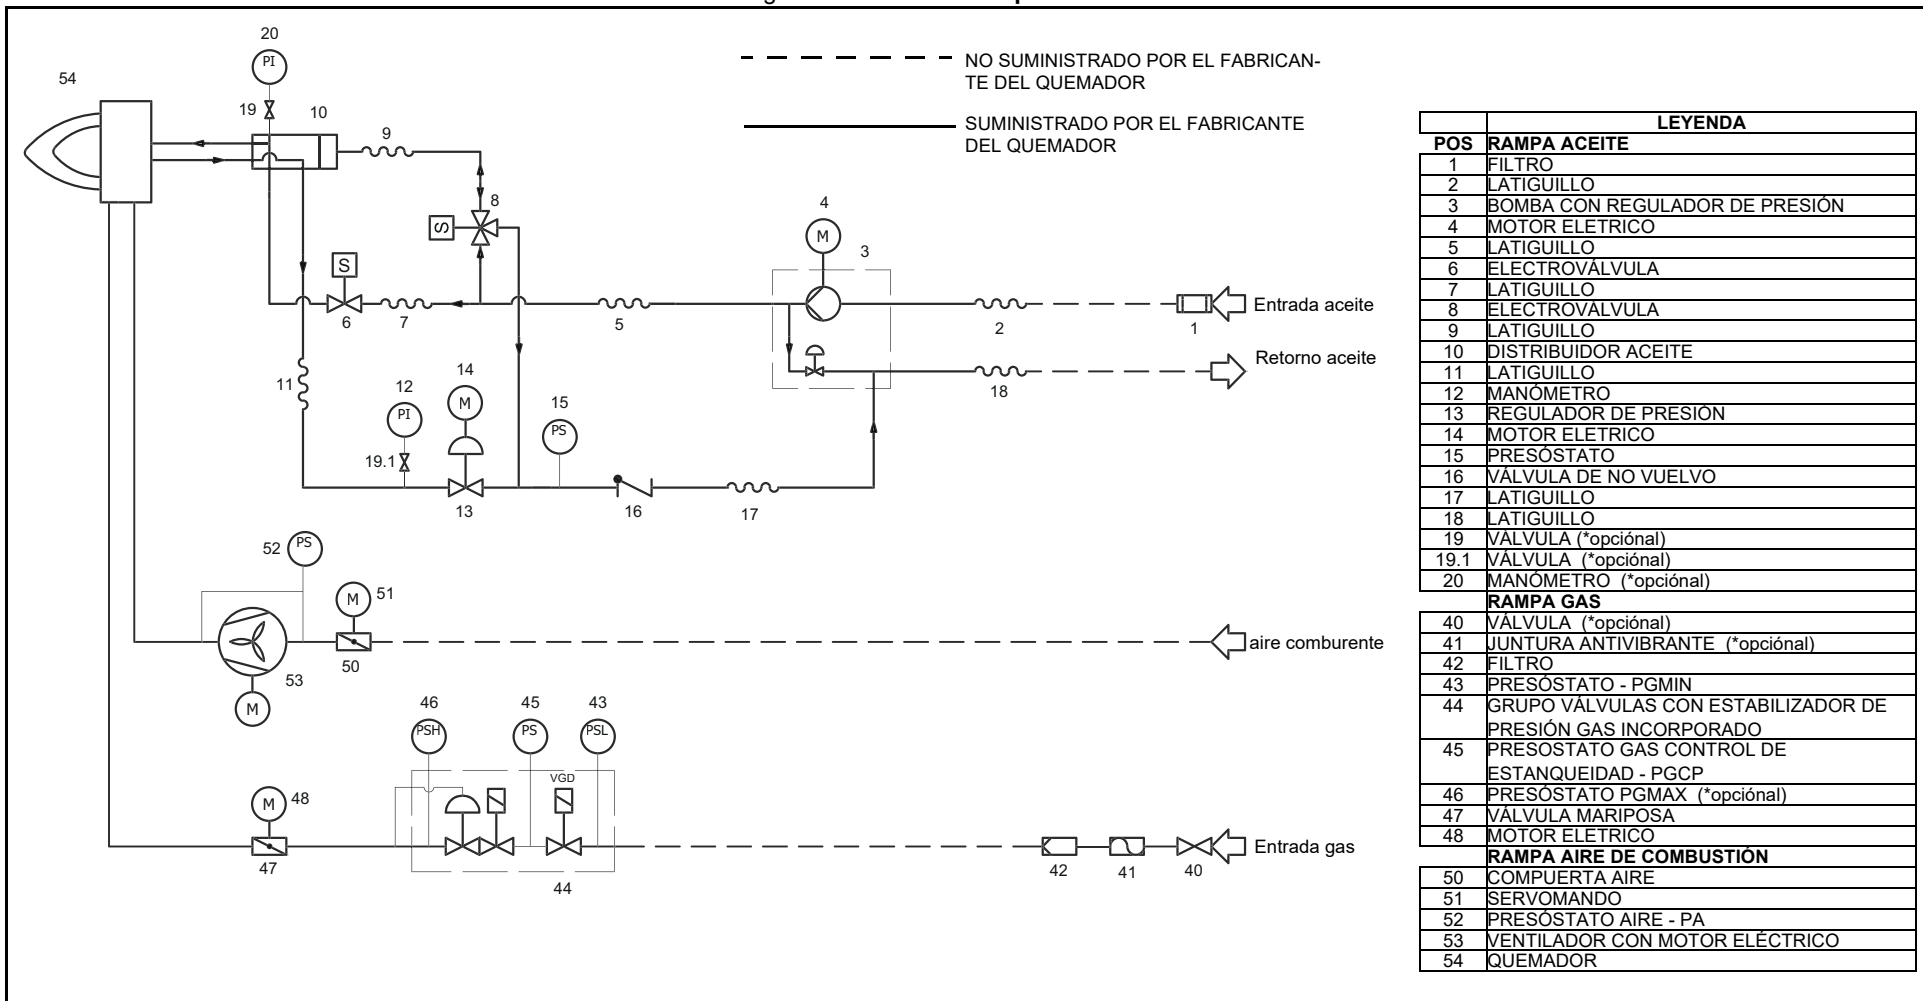 20
PI
54
19
10
9
8
S
S
6
7
5
4
M
3
2
1
Entrada aceite
Retorno aceite
18
11
12
PI
19.1
14
M
13
15
PS
16
17
NO SUMINISTRADO POR EL FABRICAN-
TE DEL QUEMADOR
SUMINISTRADO POR EL FABRICANTE
DEL QUEMADOR
52
PS
M
51
50
53
M
aire comburente
46
PSH
45
PS
43
PSL
VGD
44
M
48
47
42
41
40
Entrada gas
LEYENDA
POS RAMPA ACEITE
1 FILTRO
2 LATIGUILLO
3 BOMBA CON REGULADOR DE PRESIÓN
4 MOTOR ELETRICO
5 LATIGUILLO
6 ELECTROVÁLVULA
7 LATIGUILLO
8 ELECTROVÁLVULA
9 LATIGUILLO
10 DISTRIBUIDOR ACEITE
11 LATIGUILLO
12 MANÓMETRO
13 REGULADOR DE PRESIÓN
14 MOTOR ELETRICO
15 PRESÓSTATO
16 VÁLVULA DE NO VUELVO
17 LATIGUILLO
18 LATIGUILLO
19 VÁLVULA (*opciónal)
19.1 VÁLVULA (*opciónal)
20 MANÓMETRO (*opciónal)
RAMPA GAS
40 VÁLVULA (*opciónal)
41 JUNTURA ANTIVIBRANTE (*opciónal)
42 FILTRO
43 PRESÓSTATO - PGMIN
44 GRUPO VÁLVULAS CON ESTABILIZADOR DE
PRESIÓN GAS INCORPORADO
45 PRESOSTATO GAS CONTROL DE
ESTANQUEIDAD - PGCP
46 PRESÓSTATO PGMAX (*opciónal)
47 VÁLVULA MARIPOSA
48 MOTOR ELETRICO
RAMPA AIRE DE COMBUSTIÓN
50 COMPUERTA AIRE
51 SERVOMANDO
52 PRESÓSTATO AIRE - PA
53 VENTILADOR CON MOTOR ELÉCTRICO
54 QUEMADOR